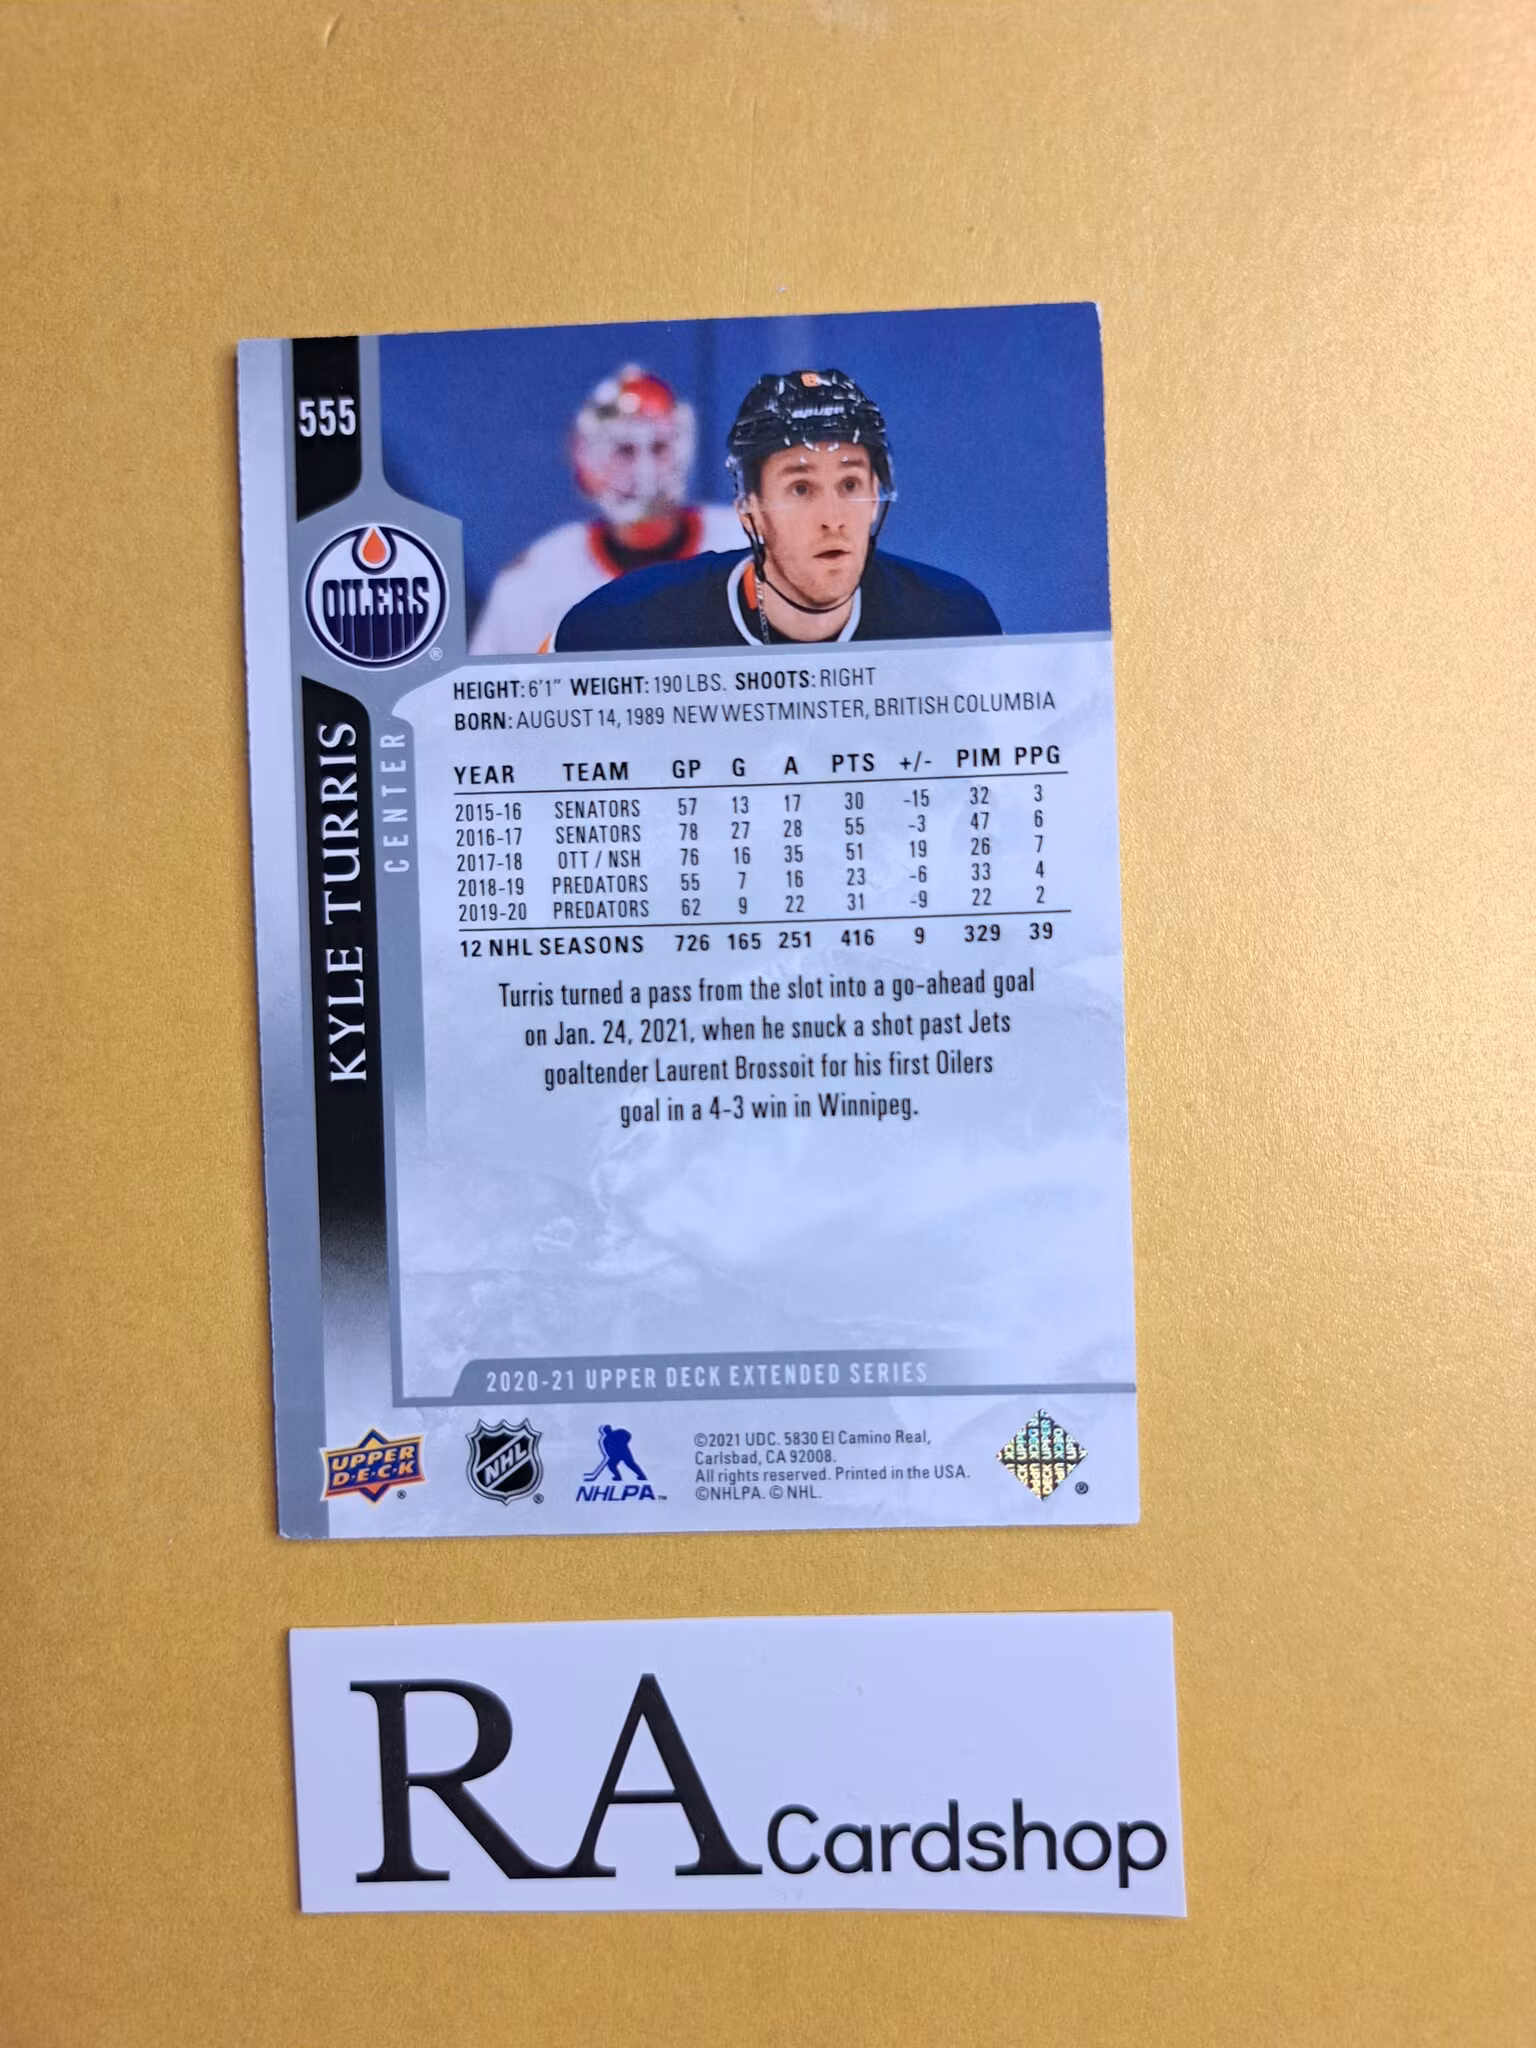 555
OILERS
®
KYLE TURRIS
CENTER
BAUER
HEIGHT: 6'1" WEIGHT: 190 LBS. SHOOTS: RIGHT
BORN: AUGUST 14, 1989 NEW WESTMINSTER, BRITISH COLUMBIA
YEAR TEAM GP G A PTS +/- PIM PPG
2015-16 SENATORS 57 13 17 30 -15 32 3
2016-17 SENATORS 78 27 28 55 -3 47 6
2017-18 OTT / NSH 76 16 35 51 19 26 7
2018-19 PREDATORS 55 7 16 23 -6 33 4
2019-20 PREDATORS 62 9 22 31 -9 22 2
12 NHL SEASONS 726 165 251 416 9 329 39
Turris turned a pass from the slot into a go-ahead goal
on Jan. 24, 2021, when he snuck a shot past Jets
goaltender Laurent Brossoit for his first Oilers
goal in a 4-3 win in Winnipeg.
2020-21 UPPER DECK EXTENDED SERIES
UPPER
D·E·C·K
®
NHL
®
NHLPA™
©2021 UDC. 5830 El Camino Real,
Carlsbad, CA 92008.
All rights reserved. Printed in the USA.
©NHLPA. © NHL.
®
RA Cardshop